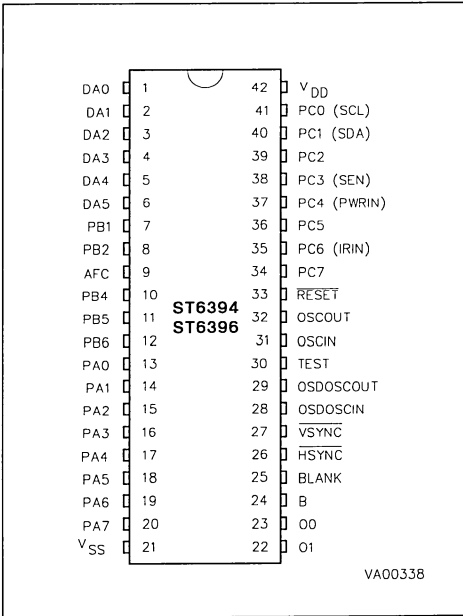 DA0 1 42 VDD
DA1 2 41 PC0 (SCL)
DA2 3 40 PC1 (SDA)
DA3 4 39 PC2
DA4 5 38 PC3 (SEN)
DA5 6 37 PC4 (PWRIN)
PB1 7 36 PC5
PB2 8 35 PC6 (IRIN)
AFC 9 34 PC7
PB4 10 33 RESET
PB5 11 32 OSCOUT
PB6 12 31 OSCIN
ST6394
ST6396
PA0 13 30 TEST
PA1 14 29 OSDOSCOUT
PA2 15 28 OSDOSCIN
PA3 16 27 VSYNC
PA4 17 26 HSYNC
PA5 18 25 BLANK
PA6 19 24 B
PA7 20 23 O0
VSS 21 22 O1
VA00338